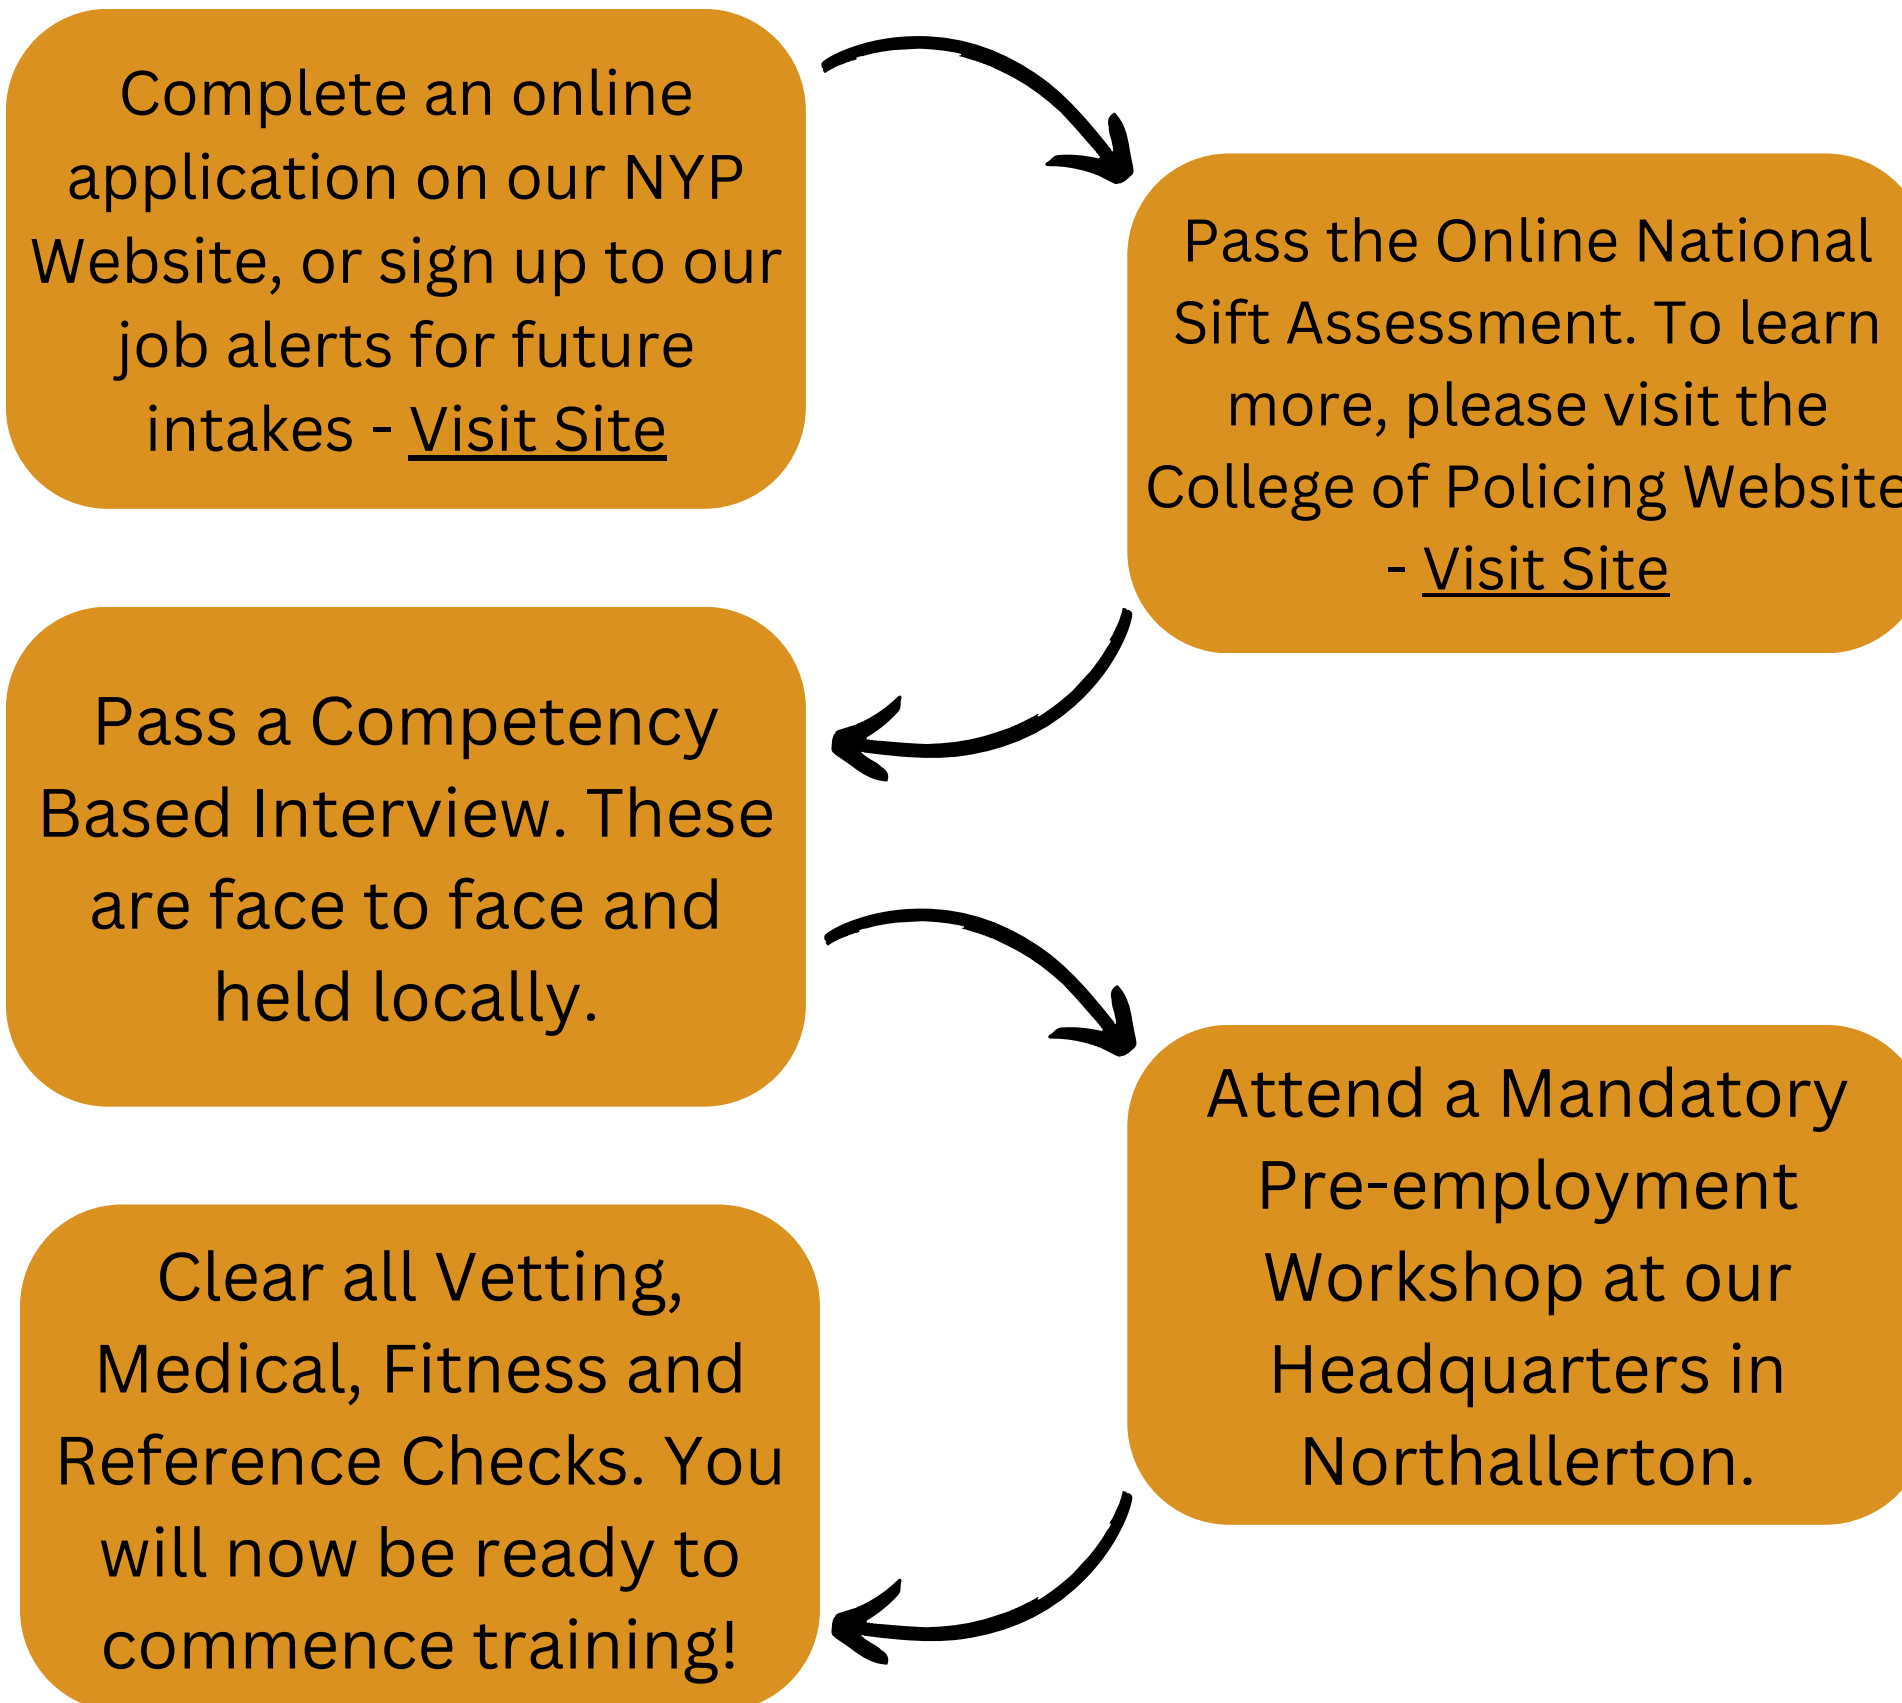 Complete an online
application on our NYP
Website, or sign up to our
job alerts for future
intakes - Visit Site
Pass the Online National
Sift Assessment. To learn
more, please visit the
College of Policing Website
- Visit Site
Pass a Competency
Based Interview. These
are face to face and
held locally.
Attend a Mandatory
Pre-employment
Workshop at our
Headquarters in
Northallerton.
Clear all Vetting,
Medical, Fitness and
Reference Checks. You
will now be ready to
commence training!